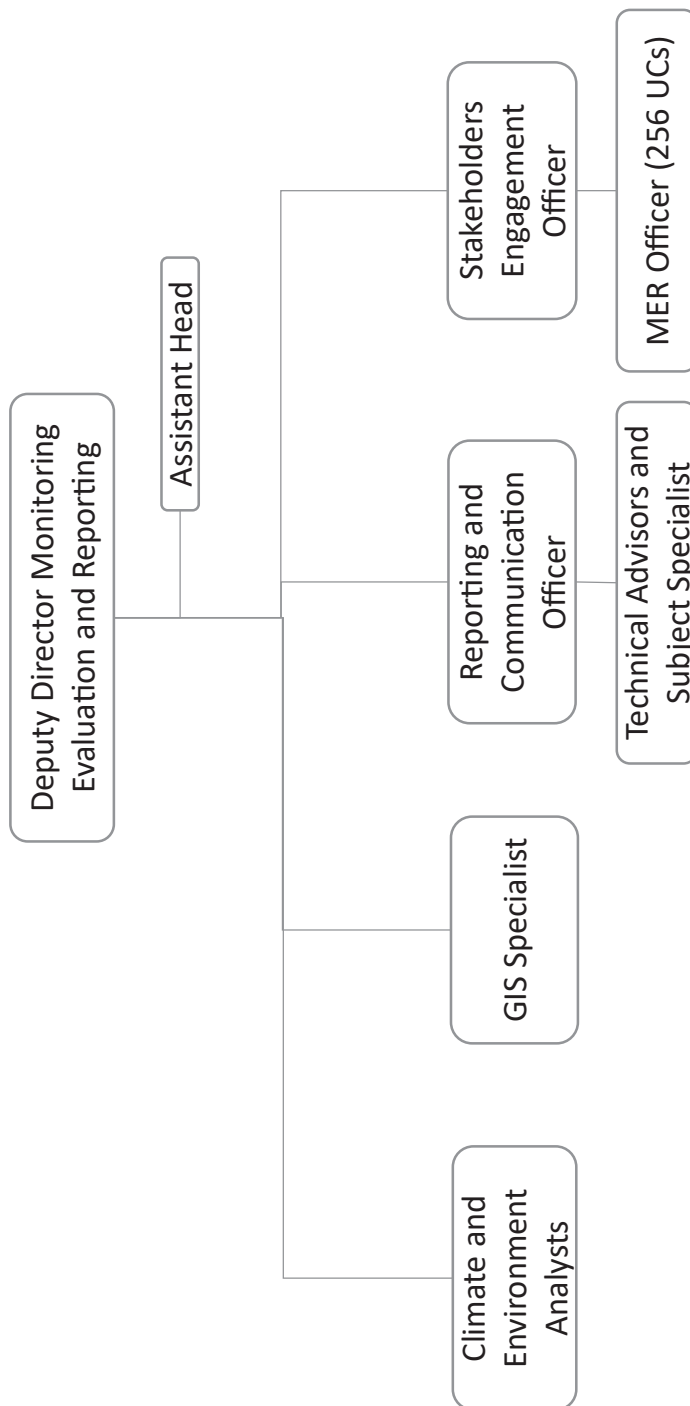 Deputy Director Monitoring
Evaluation and Reporting
Assistant Head
Climate and
Environment
Analysts
GIS Specialist
Reporting and
Communication
Officer
Stakeholders
Engagement
Officer
Technical Advisors and
Subject Specialist
MER Officer (256 UCs)